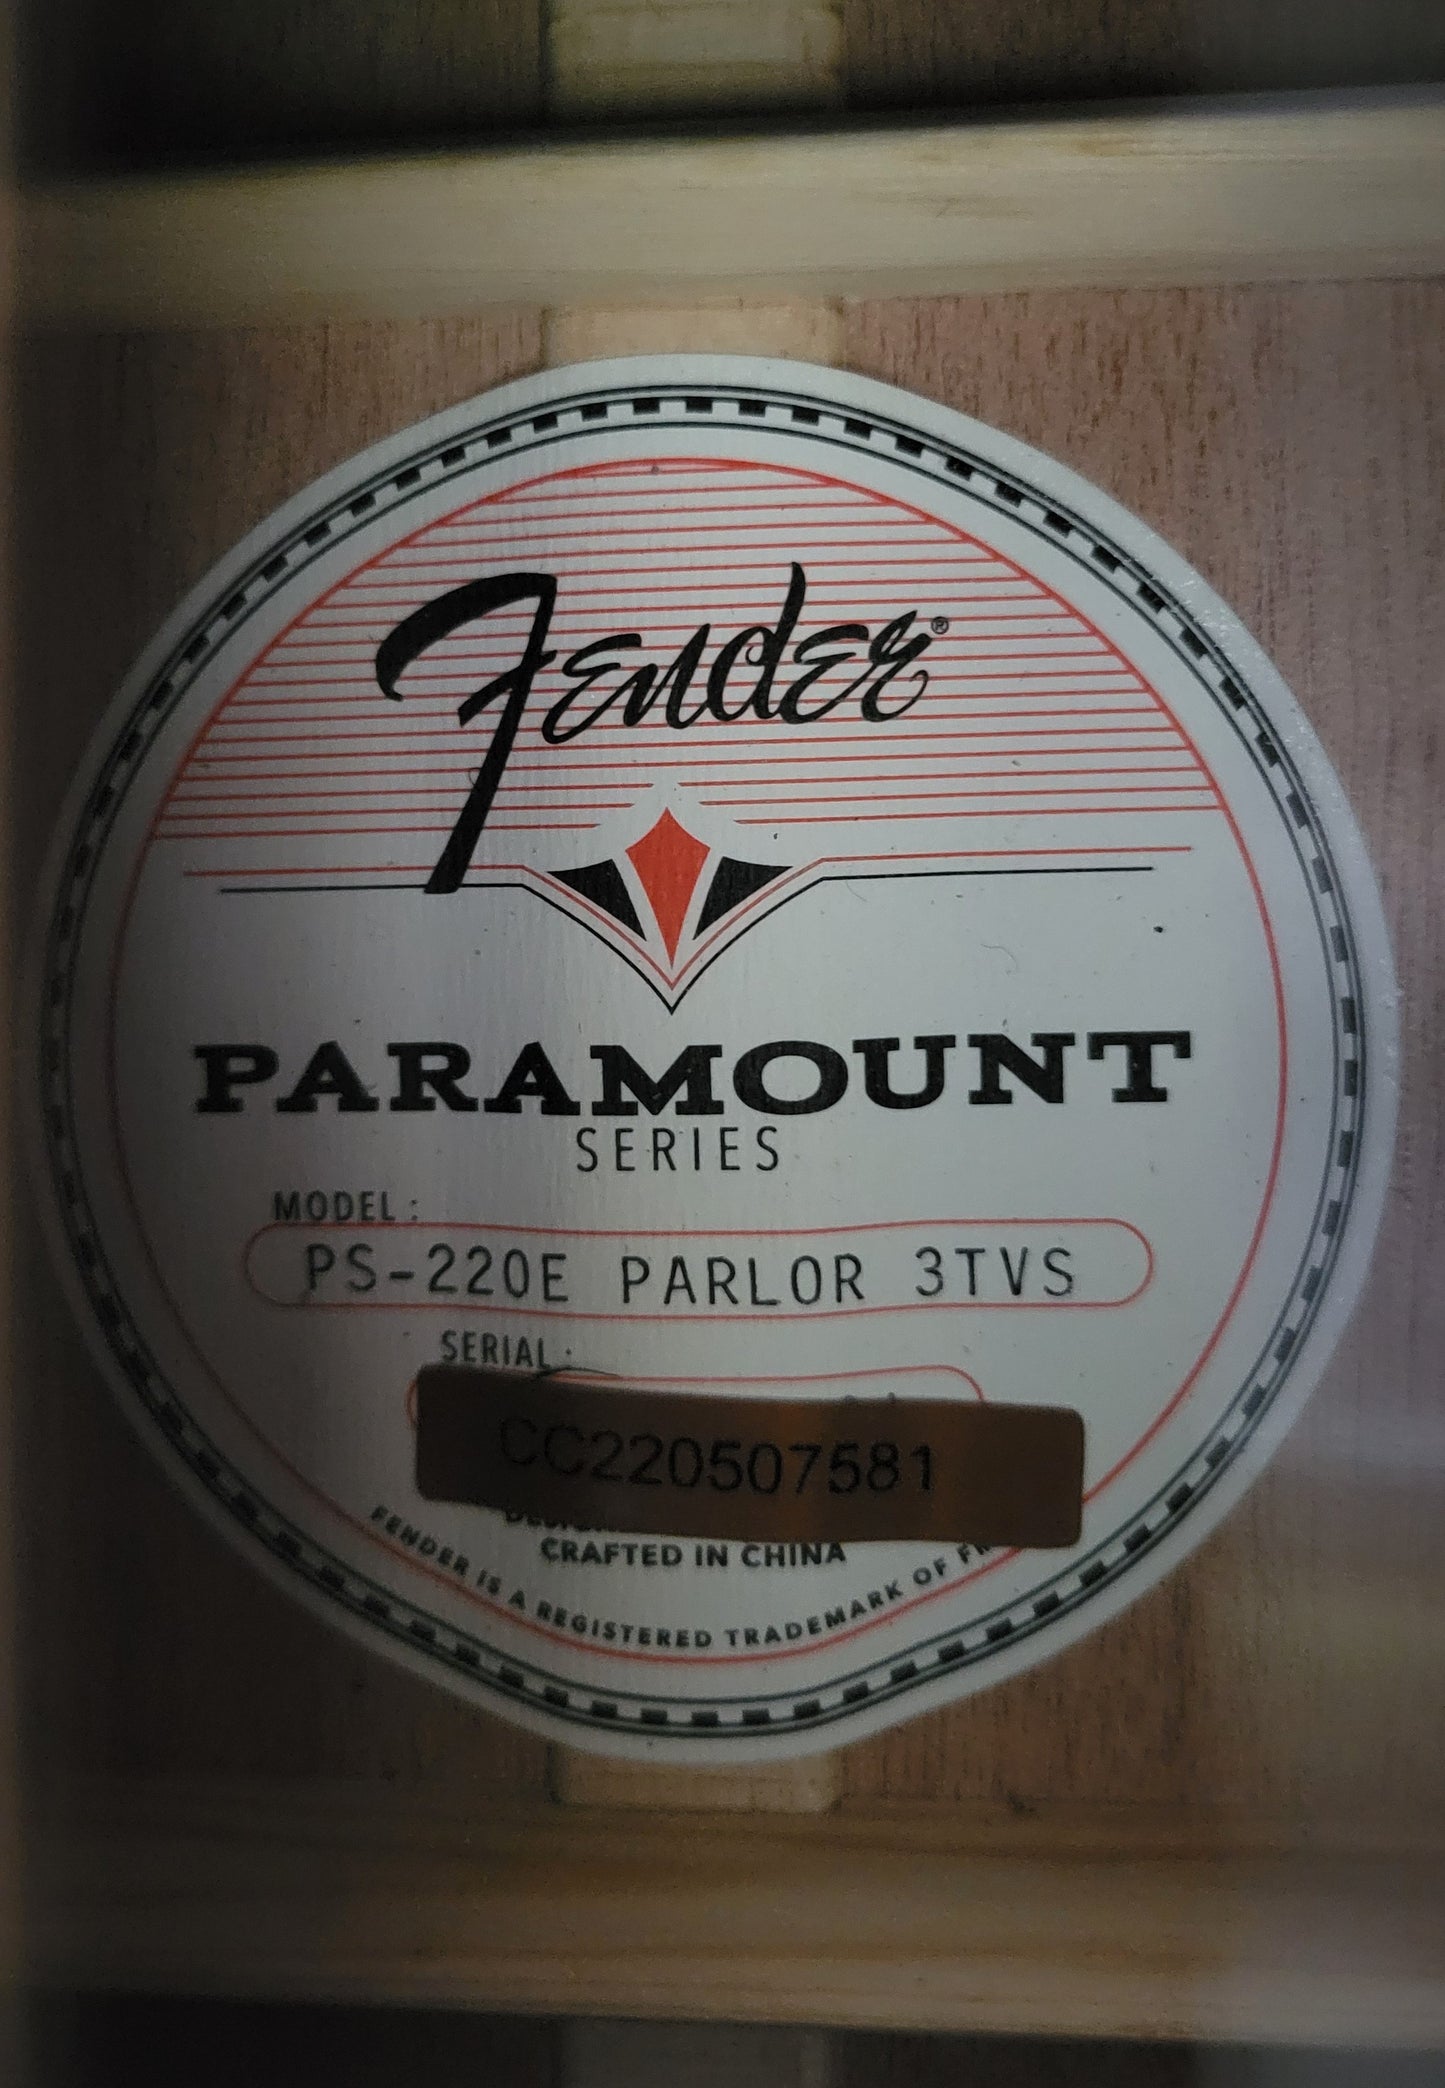 Fender®
PARAMOUNT
SERIES
MODEL:
PS-220E PARLOR 3TVS
SERIAL:
CC220507581
CRAFTED IN CHINA
FENDER IS A REGISTERED TRADEMARK OF